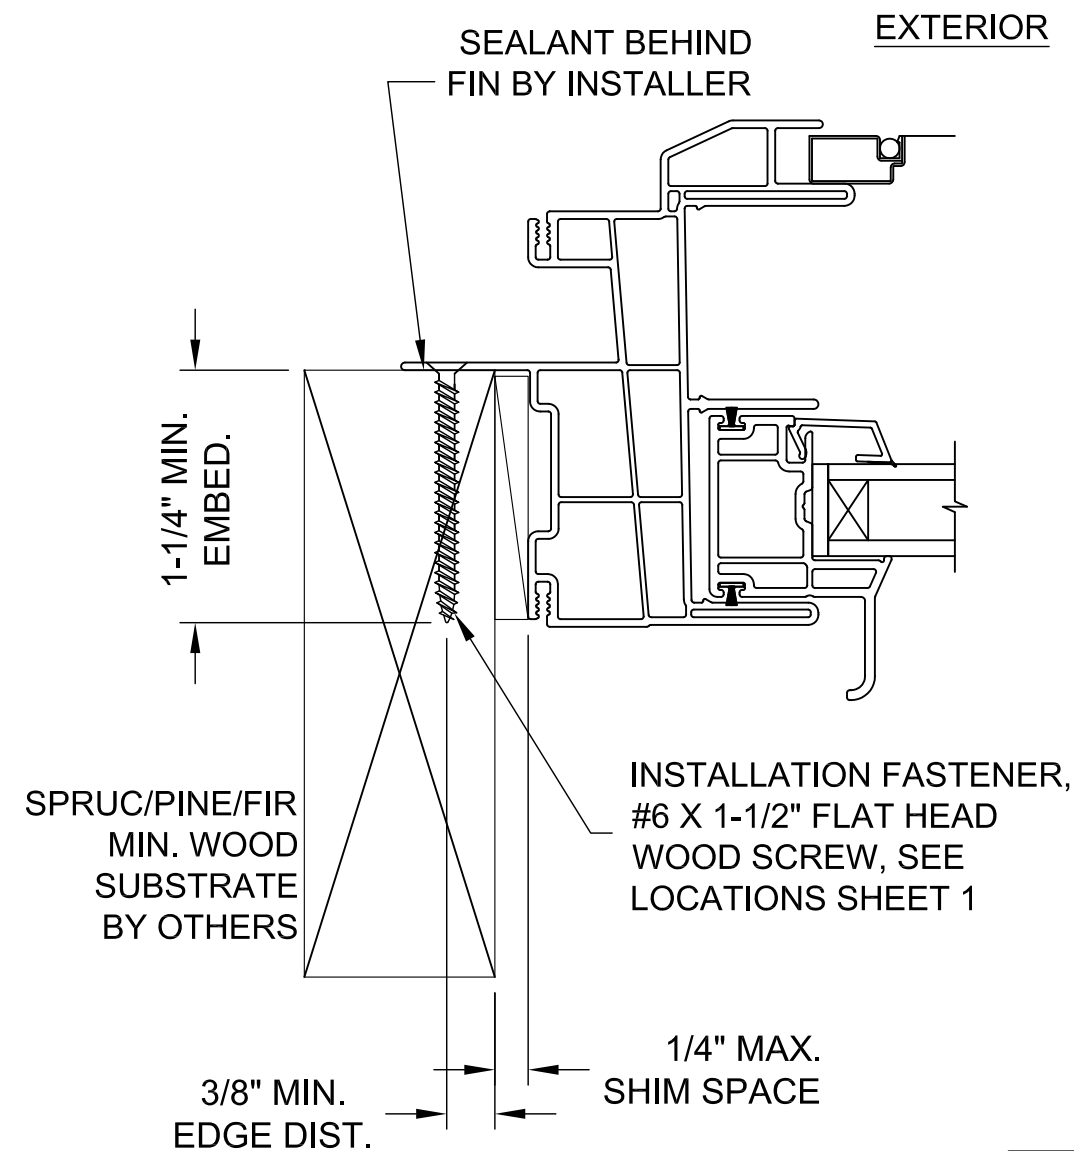 EXTERIOR
SEALANT BEHIND
FIN BY INSTALLER
1-1/4" MIN.
EMBED.
SPRUC/PINE/FIR
MIN. WOOD
SUBSTRATE
BY OTHERS
INSTALLATION FASTENER,
#6 X 1-1/2" FLAT HEAD
WOOD SCREW, SEE
LOCATIONS SHEET 1
1/4" MAX.
SHIM SPACE
3/8" MIN.
EDGE DIST.